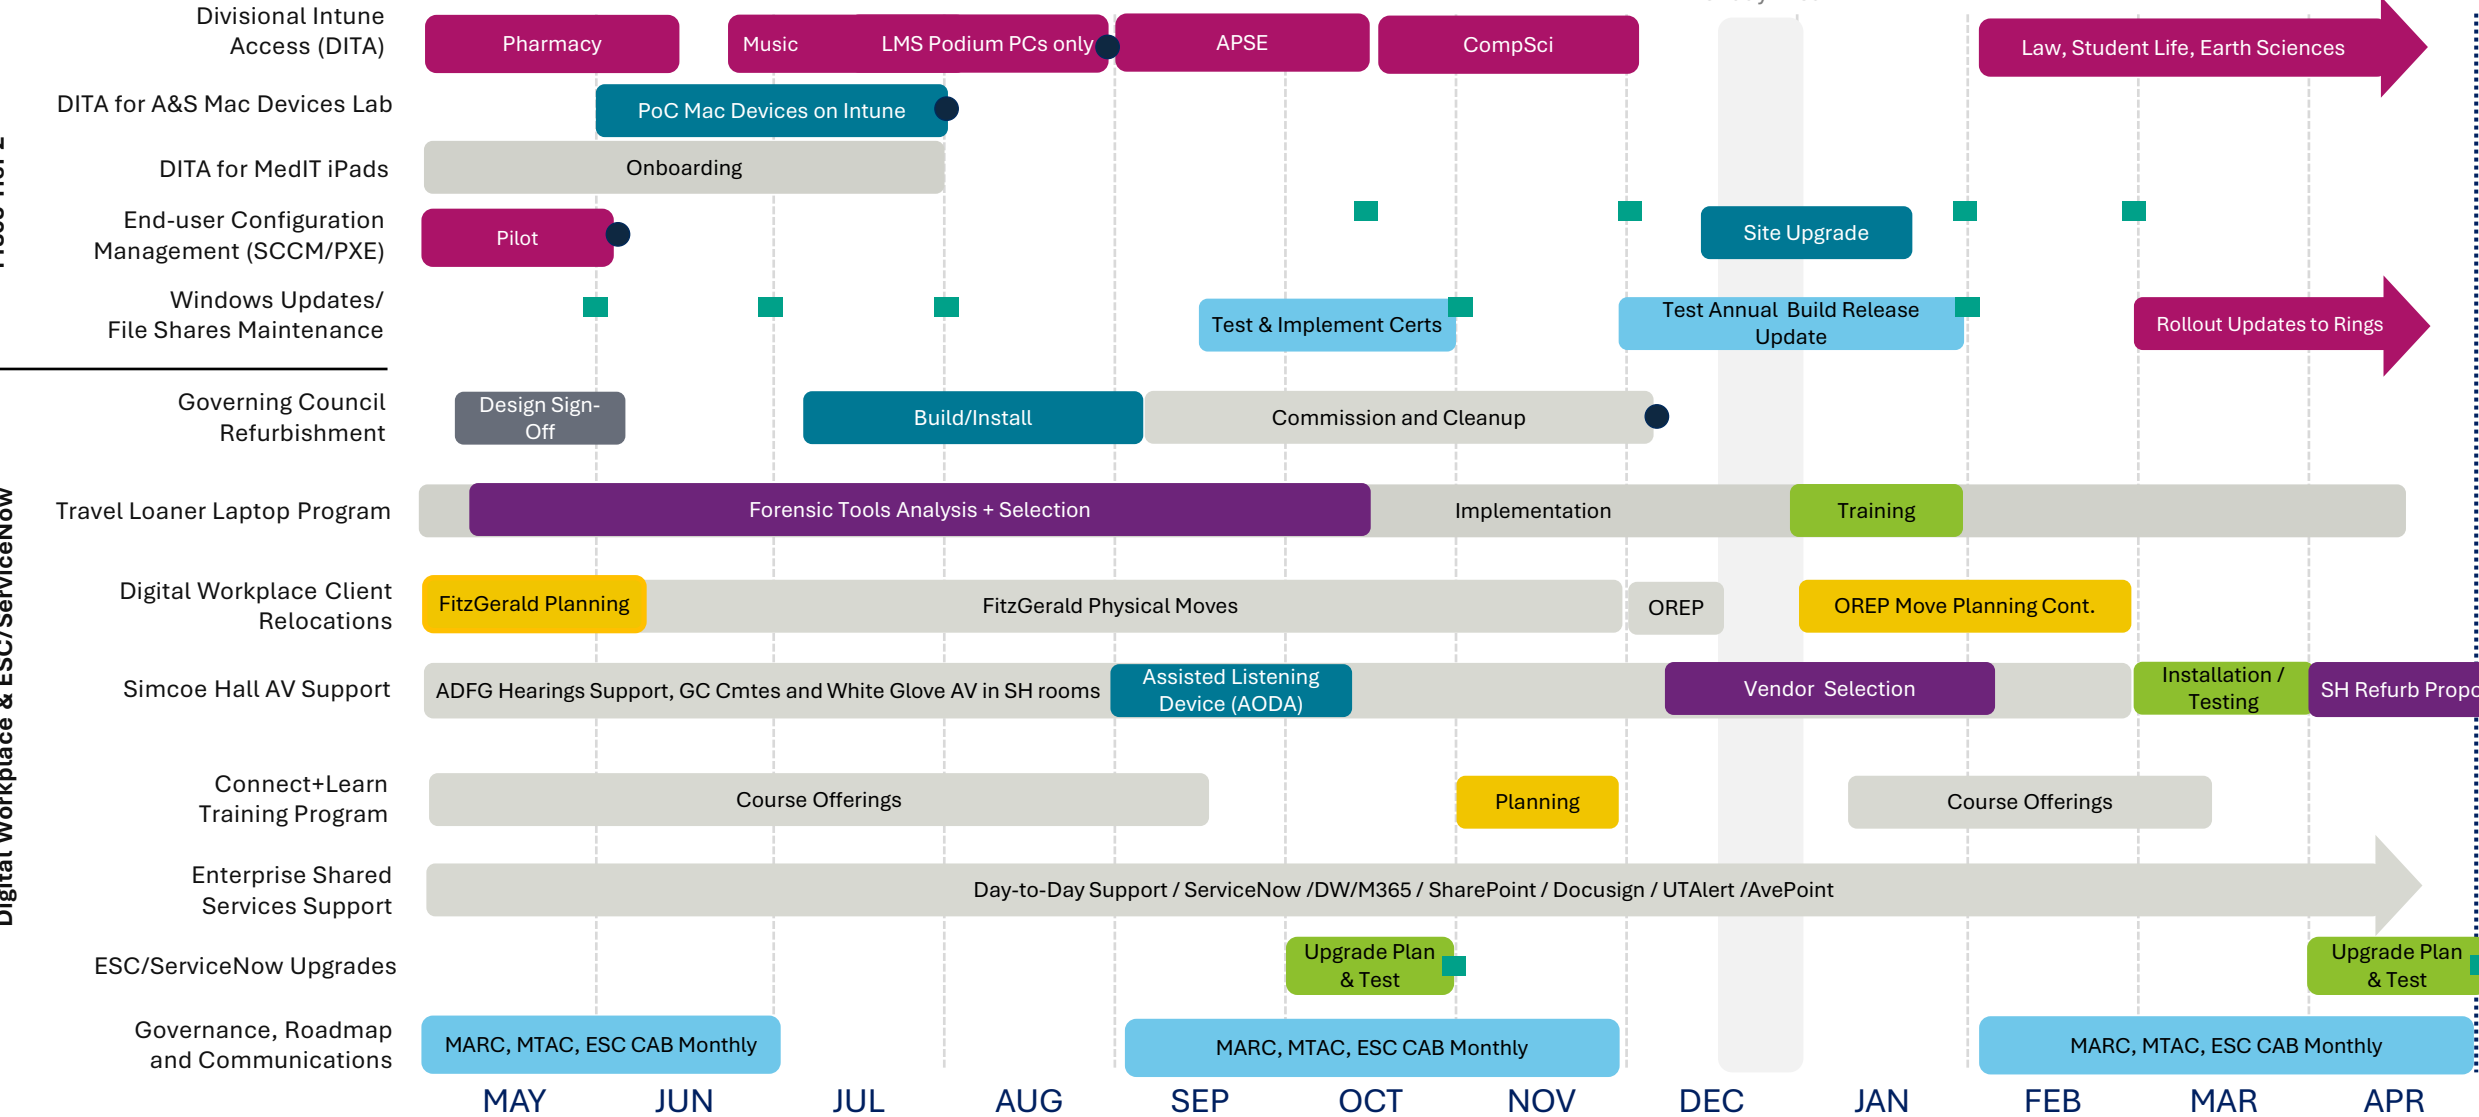 Divisional Intune
Access (DITA)
Pharmacy
Music
LMS Podium PCs only
APSE
CompSci
Law, Student Life, Earth Sciences
DITA for A&S Mac Devices Lab
PoC Mac Devices on Intune
DITA for MedIT iPads
Onboarding
End-user Configuration
Management (SCCM/PXE)
Pilot
Site Upgrade
Windows Updates/
File Shares Maintenance
Test & Implement Certs
Test Annual Build Release
Update
Rollout Updates to Rings
Governing Council
Refurbishment
Design Sign-
Off
Build/Install
Commission and Cleanup
Digital Workplace & ESC/ServiceNow
Travel Loaner Laptop Program
Forensic Tools Analysis + Selection
Implementation
Training
Digital Workplace Client
Relocations
FitzGerald Planning
FitzGerald Physical Moves
OREP
OREP Move Planning Cont.
Simcoe Hall AV Support
ADFG Hearings Support, GC Cmtes and White Glove AV in SH rooms
Assisted Listening
Device (AODA)
Vendor Selection
Installation /
Testing
SH Refurb Propo
Connect+Learn
Training Program
Course Offerings
Planning
Course Offerings
Enterprise Shared
Services Support
Day-to-Day Support / ServiceNow /DW/M365 / SharePoint / Docusign / UTAlert /AvePoint
ESC/ServiceNow Upgrades
Upgrade Plan
& Test
Upgrade Plan
& Test
Governance, Roadmap
and Communications
MARC, MTAC, ESC CAB Monthly
MARC, MTAC, ESC CAB Monthly
MARC, MTAC, ESC CAB Monthly
MAY JUN JUL AUG SEP OCT NOV DEC JAN FEB MAR APR